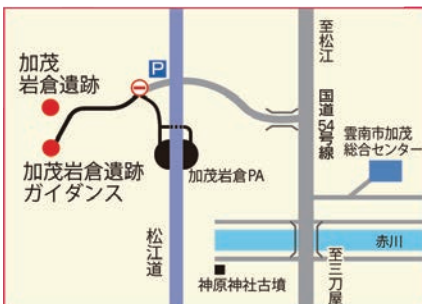 加茂
岩倉遺跡
P
至松江
国道54号線
雲南市加茂
総合センター
加茂岩倉遺跡
ガイダンス
加茂岩倉PA
松江道
赤川
神原神社古墳
至三刀屋